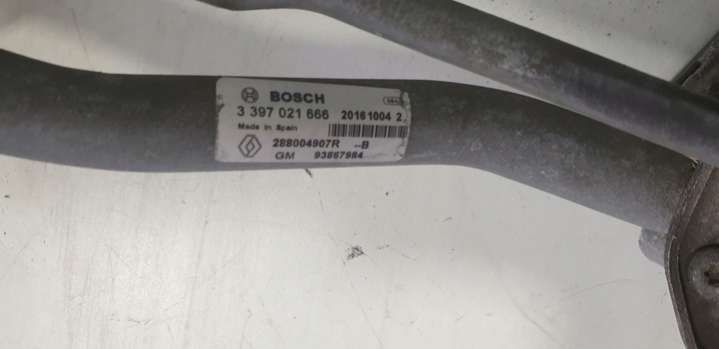 BOSCH
3 397 021 666 20161004 2
Made in Spain
288004907R --B
GM 93867984